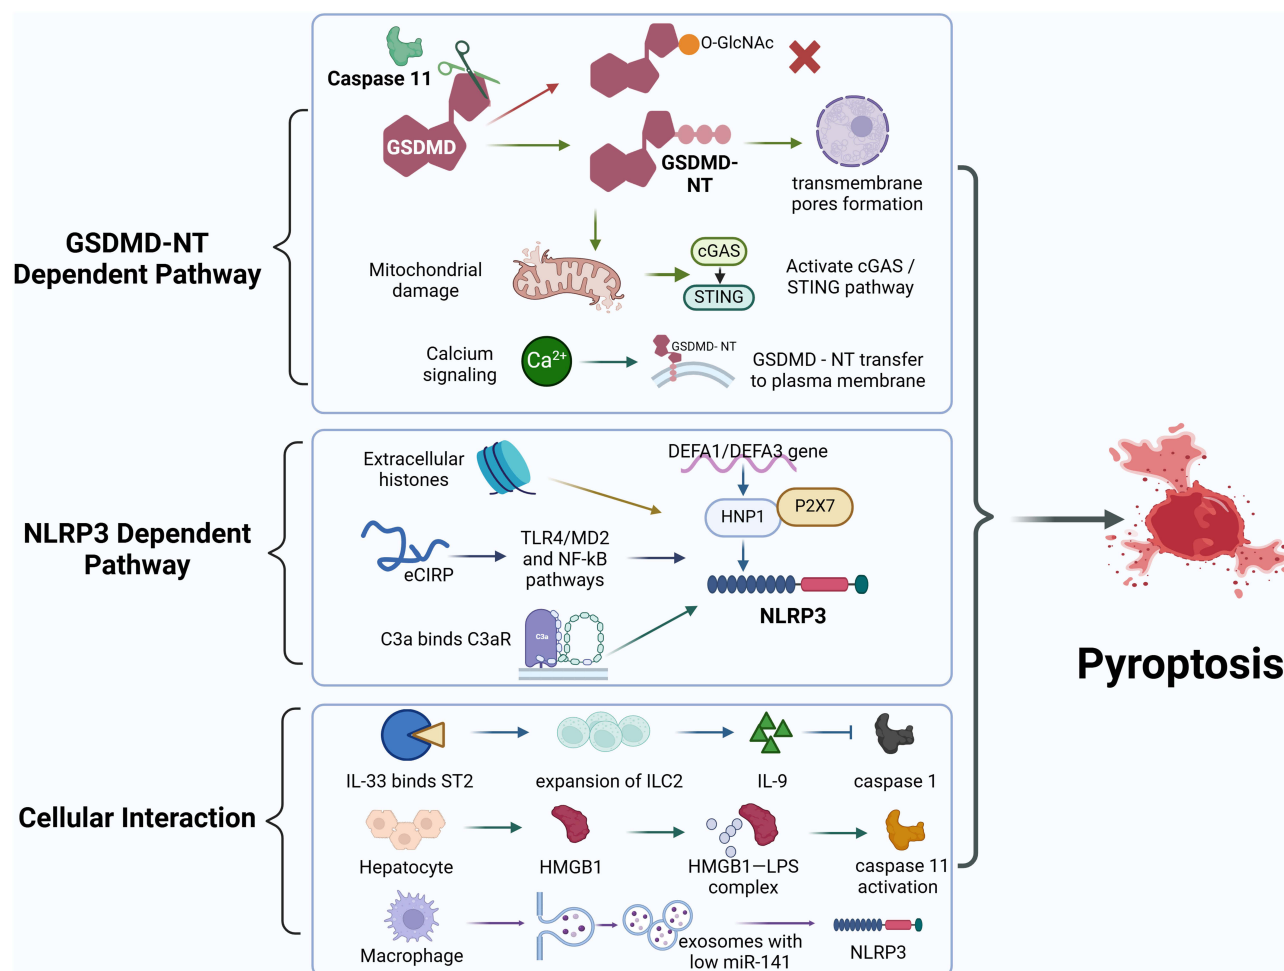 Caspase 11
O-GlcNAc
GSDMD
GSDMD-
NT
transmembrane
pores formation
GSDMD-NT
Dependent Pathway
Mitochondrial
damage
cGAS
STING
Activate cGAS /
STING pathway
Calcium
signaling
Ca²⁺
GSDMD- NT
GSDMD - NT transfer
to plasma membrane
NLRP3 Dependent
Pathway
Extracellular
histones
DEFA1/DEFA3 gene
HNP1
P2X7
eCIRP
TLR4/MD2
and NF-kB
pathways
NLRP3
C3a binds C3aR
C3a
Pyroptosis
Cellular Interaction
IL-33 binds ST2
expansion of ILC2
IL-9
caspase 1
Hepatocyte
HMGB1
HMGB1—LPS
complex
caspase 11
activation
Macrophage
exosomes with
low miR-141
NLRP3